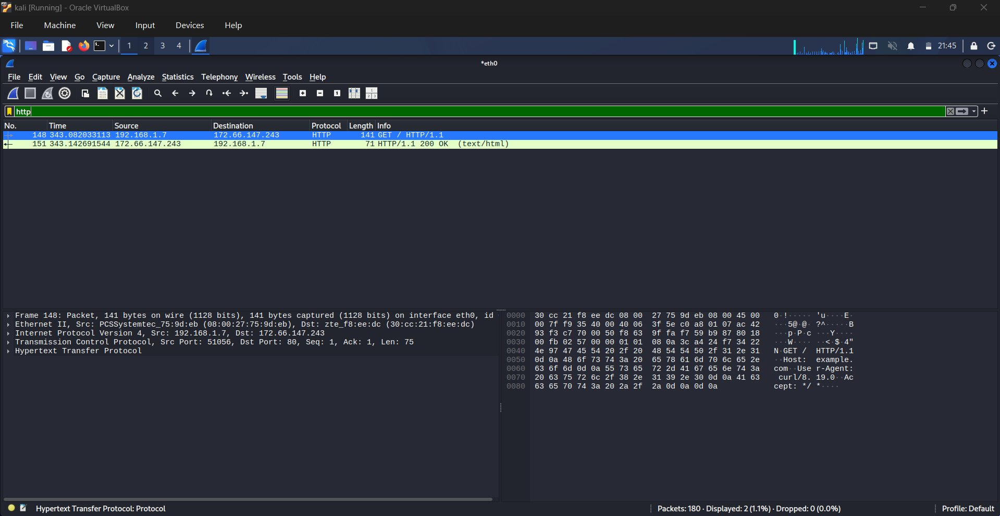 kali [Running] - Oracle VirtualBox
File Machine View Input Devices Help
1 2 3 4 21:45
*eth0
File Edit View Go Capture Analyze Statistics Telephony Wireless Tools Help
http
No. Time Source Destination Protocol Length Info
148 343.082033113 192.168.1.7 172.66.147.243 HTTP 141 GET / HTTP/1.1
151 343.142691544 172.66.147.243 192.168.1.7 HTTP 71 HTTP/1.1 200 OK (text/html)
Frame 148: Packet, 141 bytes on wire (1128 bits), 141 bytes captured (1128 bits) on interface eth0, id
Ethernet II, Src: PCSSystemtec_75:9d:eb (08:00:27:75:9d:eb), Dst: zte_f8:ee:dc (30:cc:21:f8:ee:dc)
Internet Protocol Version 4, Src: 192.168.1.7, Dst: 172.66.147.243
Transmission Control Protocol, Src Port: 51056, Dst Port: 80, Seq: 1, Ack: 1, Len: 75
Hypertext Transfer Protocol
0000 30 cc 21 f8 ee dc 08 00 27 75 9d eb 08 00 45 00 0·!····· 'u····E·
0010 00 7f f9 35 40 00 40 06 3f 5e c0 a8 01 07 ac 42 ···5@·@· ?^·····B
0020 93 f3 c7 70 00 50 f8 63 9f fa f7 59 b9 87 80 18 ···p·P·c ···Y····
0030 00 fb 02 57 00 00 01 01 08 0a 3c a4 24 f7 34 22 ···W···· ··<·$·4"
0040 4e 97 47 45 54 20 2f 20 48 54 54 50 2f 31 2e 31 N·GET / HTTP/1.1
0050 0d 0a 48 6f 73 74 3a 20 65 78 61 6d 70 6c 65 2e ··Host: example.
0060 63 6f 6d 0d 0a 55 73 65 72 2d 41 67 65 6e 74 3a com··Use r-Agent:
0070 20 63 75 72 6c 2f 38 2e 31 39 2e 30 0d 0a 41 63 curl/8. 19.0··Ac
0080 63 65 70 74 3a 20 2a 2f 2a 0d 0a 0d 0a cept: */ *····
Hypertext Transfer Protocol: Protocol
Packets: 180 · Displayed: 2 (1.1%) · Dropped: 0 (0.0%)
Profile: Default